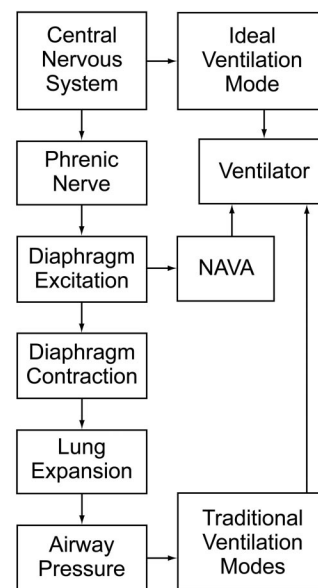 Central
Nervous
System
Ideal
Ventilation
Mode
Phrenic
Nerve
Ventilator
Diaphragm
Excitation
NAVA
Diaphragm
Contraction
Lung
Expansion
Airway
Pressure
Traditional
Ventilation
Modes